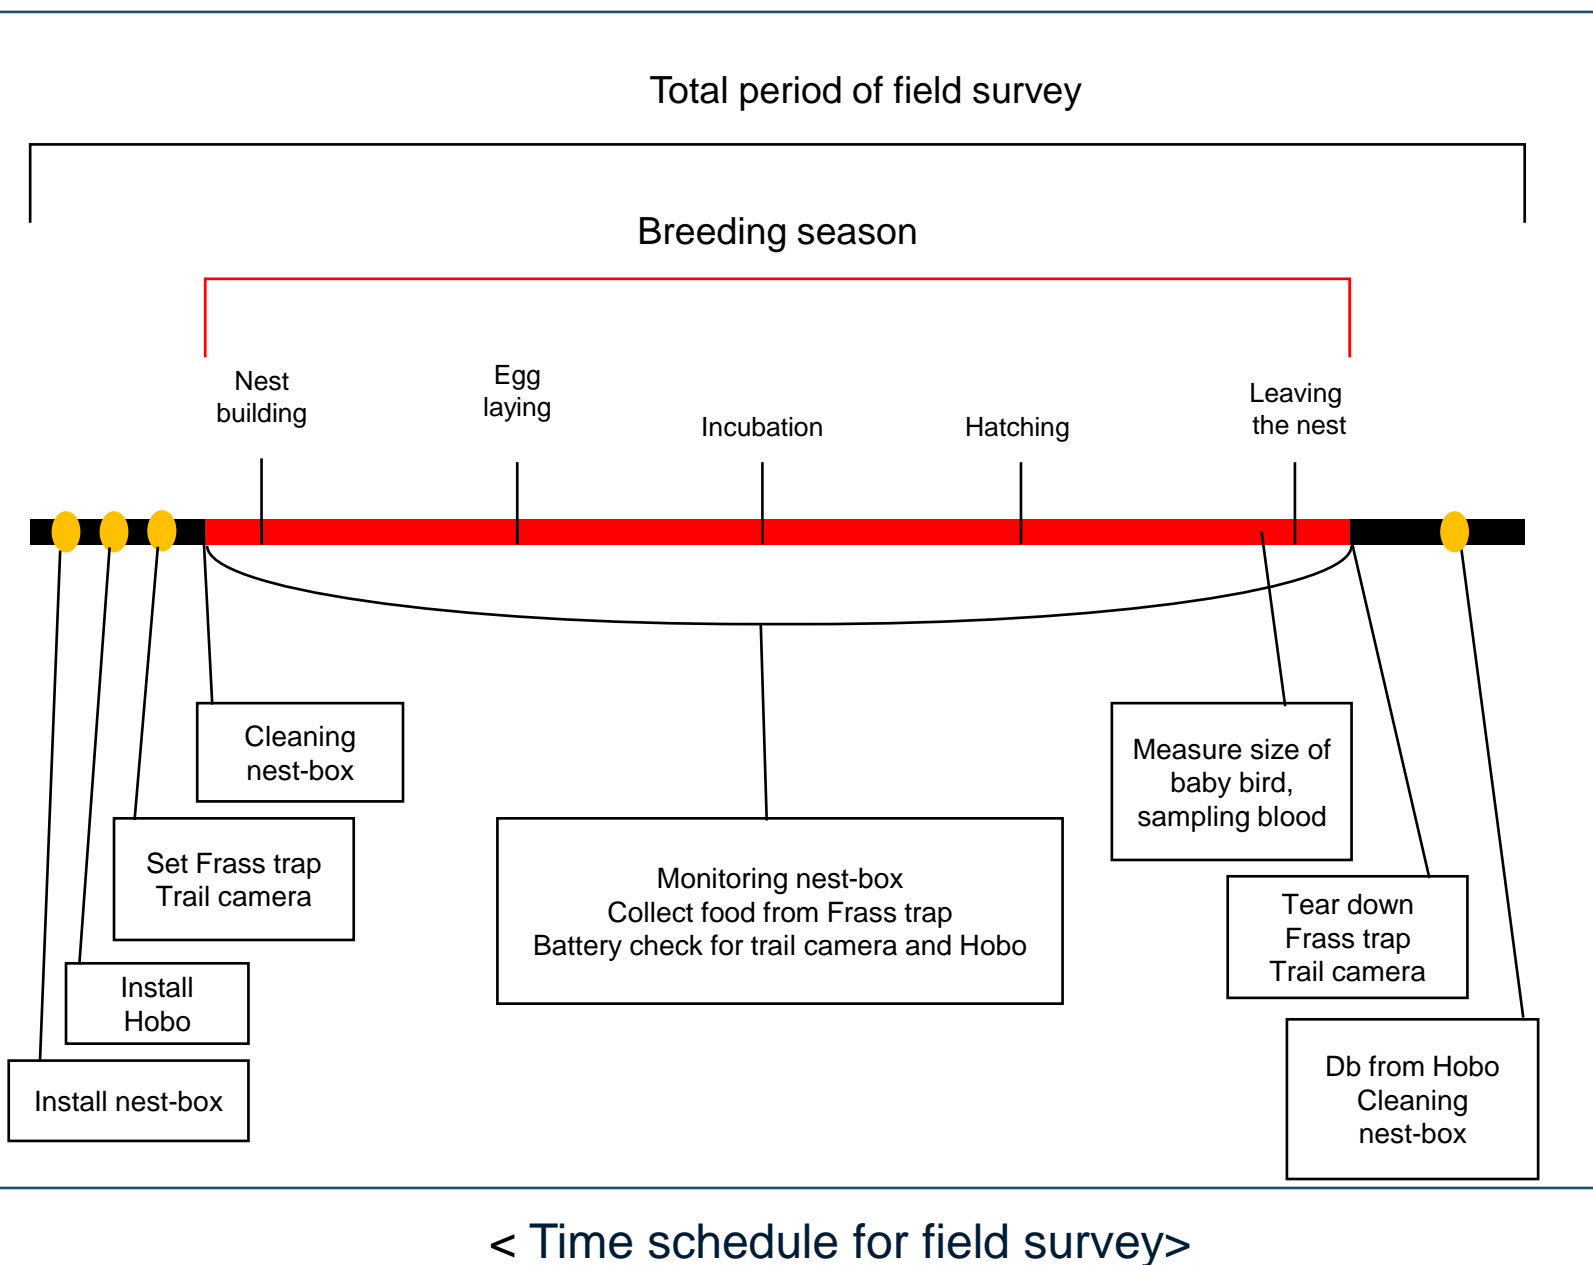 Total period of field survey
Breeding season
Nest
building
Egg
laying
Incubation
Hatching
Leaving
the nest
Cleaning
nest-box
Set Frass trap
Trail camera
Install
Hobo
Install nest-box
Monitoring nest-box
Collect food from Frass trap
Battery check for trail camera and Hobo
Measure size of
baby bird,
sampling blood
Tear down
Frass trap
Trail camera
Db from Hobo
Cleaning
nest-box
< Time schedule for field survey>